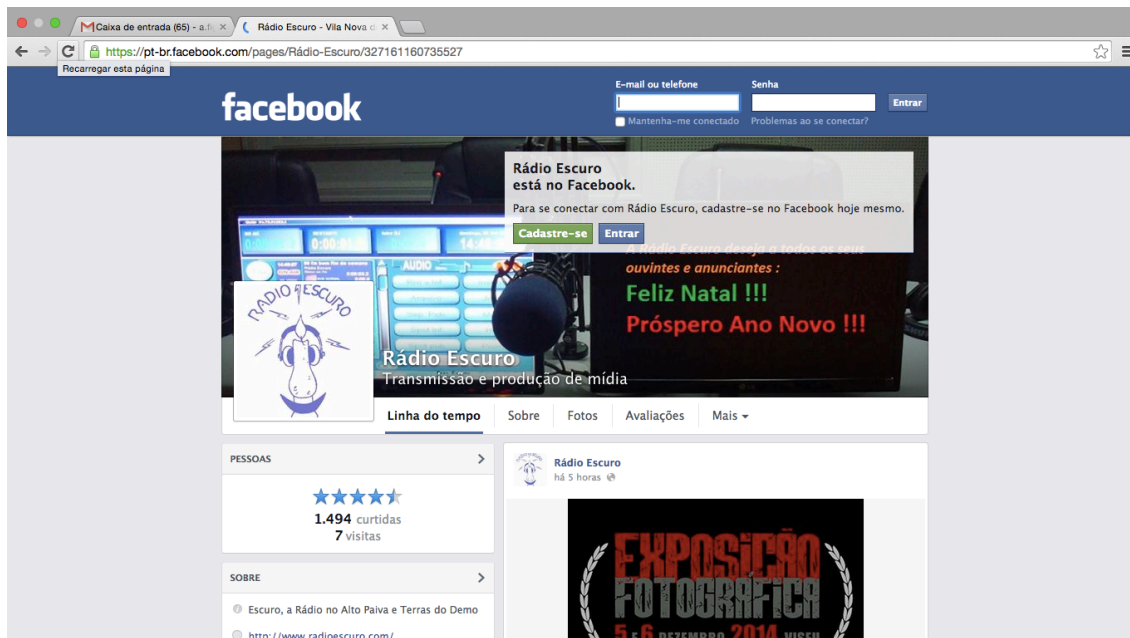 Caixa de entrada (65) - a.fi
Rádio Escuro - Vila Nova d
https://pt-br.facebook.com/pages/Rádio-Escuro/327161160735527
Recarregar esta página
facebook
E-mail ou telefone
Senha
Entrar
Mantenha-me conectado
Problemas ao se conectar?
Rádio Escuro
está no Facebook.
Para se conectar com Rádio Escuro, cadastre-se no Facebook hoje mesmo.
Cadastre-se
Entrar
A Rádio Escuro deseja a todos os seus
ouvintes e anunciantes :
Feliz Natal !!!
Próspero Ano Novo !!!
AUDIO
RADIO ESCURO
Rádio Escuro
Transmissão e produção de mídia
Linha do tempo
Sobre
Fotos
Avaliações
Mais
PESSOAS
1.494 curtidas
7 visitas
SOBRE
Escuro, a Rádio no Alto Paiva e Terras do Demo
http://www.radioescuro.com/
Rádio Escuro
há 5 horas
EXPOSIÇÃO
FOTOGRÁFICA
5 E 6 DEZEMBRO 2014 VISEU